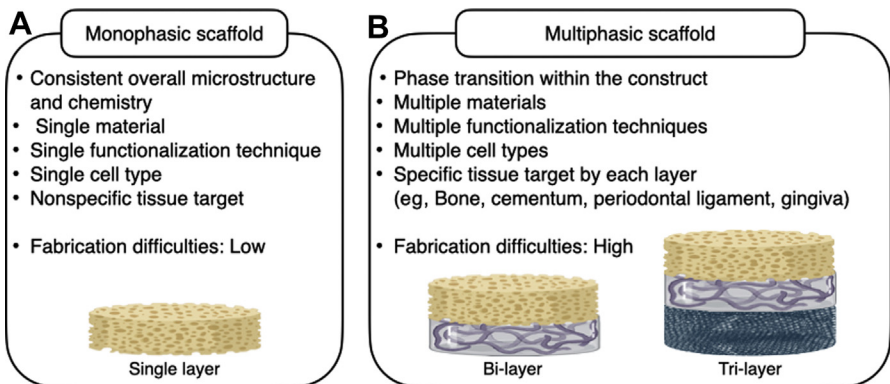 A
Monophasic scaffold
• Consistent overall microstructure
and chemistry
• Single material
• Single functionalization technique
• Single cell type
• Nonspecific tissue target
• Fabrication difficulties: Low
Single layer
B
Multiphasic scaffold
• Phase transition within the construct
• Multiple materials
• Multiple functionalization techniques
• Multiple cell types
• Specific tissue target by each layer
(eg, Bone, cementum, periodontal ligament, gingiva)
• Fabrication difficulties: High
Bi-layer
Tri-layer